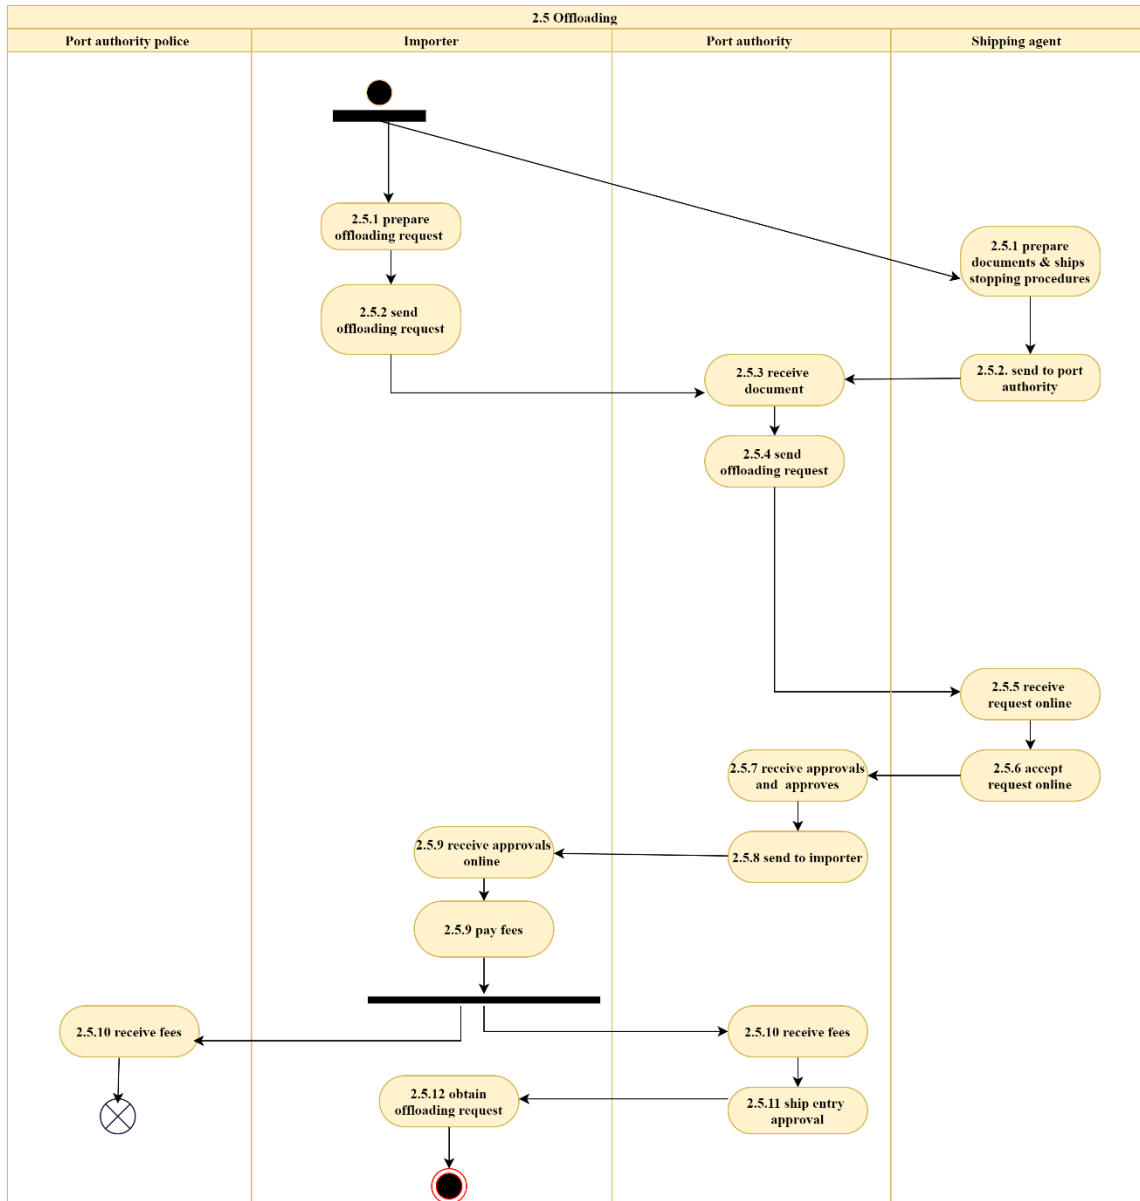 2.5 Offloading
Port authority police
Importer
Port authority
Shipping agent
2.5.1 prepare
offloading request
2.5.1 prepare
documents & ships
stopping procedures
2.5.2 send
offloading request
2.5.3 receive
document
2.5.2. send to port
authority
2.5.4 send
offloading request
2.5.5 receive
request online
2.5.6 accept
request online
2.5.7 receive approvals
and approves
2.5.8 send to importer
2.5.9 receive approvals
online
2.5.9 pay fees
2.5.10 receive fees
2.5.10 receive fees
2.5.11 ship entry
approval
2.5.12 obtain
offloading request